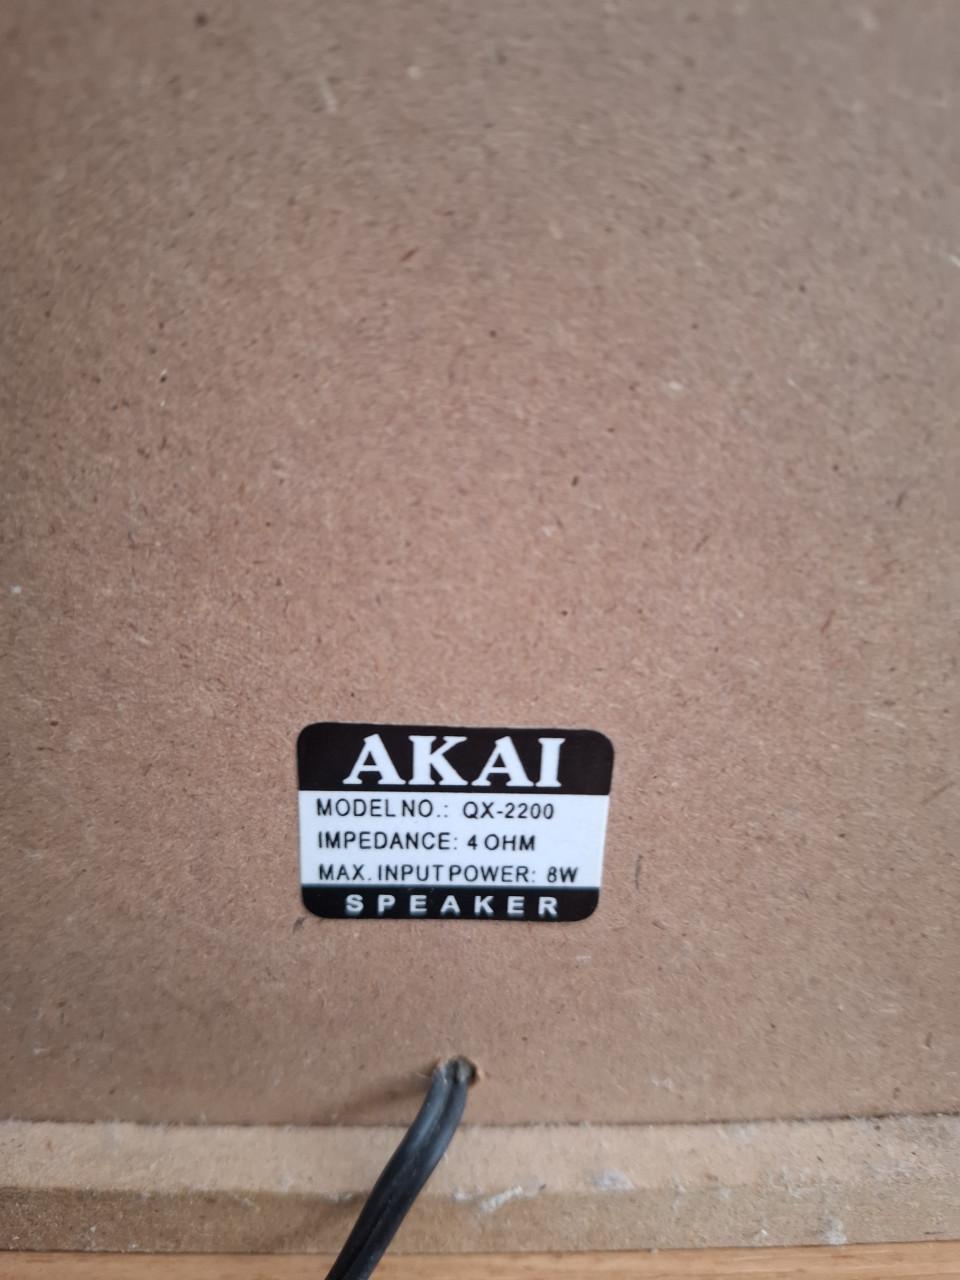 AKAI
MODEL NO.: QX-2200
IMPEDANCE: 4 OHM
MAX. INPUT POWER: 8W
SPEAKER